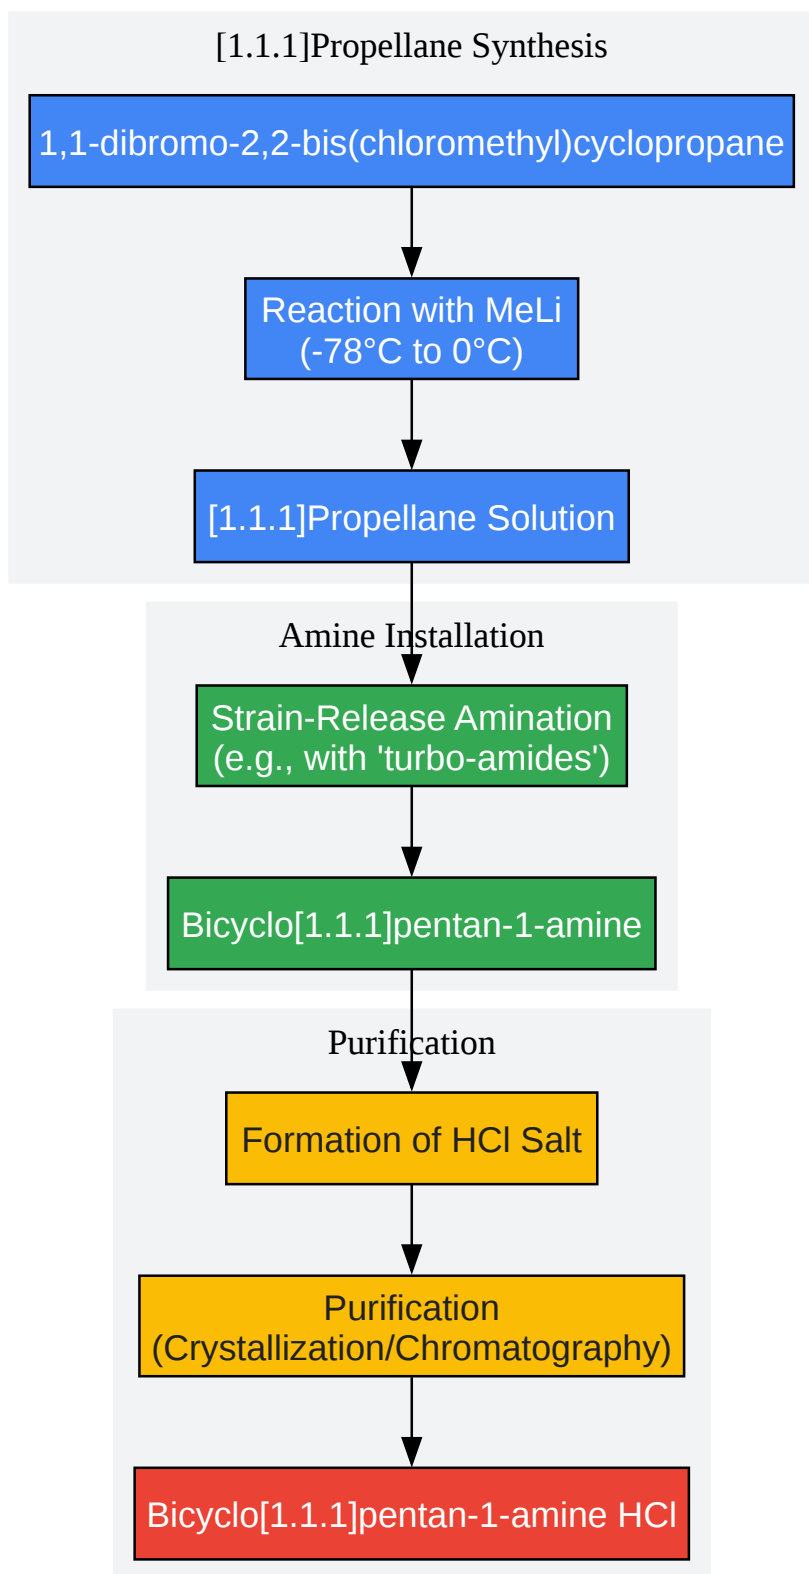 [1.1.1]Propellane Synthesis
1,1-dibromo-2,2-bis(chloromethyl)cyclopropane
Reaction with MeLi
(-78°C to 0°C)
[1.1.1]Propellane Solution
Amine Installation
Strain-Release Amination
(e.g., with 'turbo-amides')
Bicyclo[1.1.1]pentan-1-amine
Purification
Formation of HCl Salt
Purification
(Crystallization/Chromatography)
Bicyclo[1.1.1]pentan-1-amine HCl